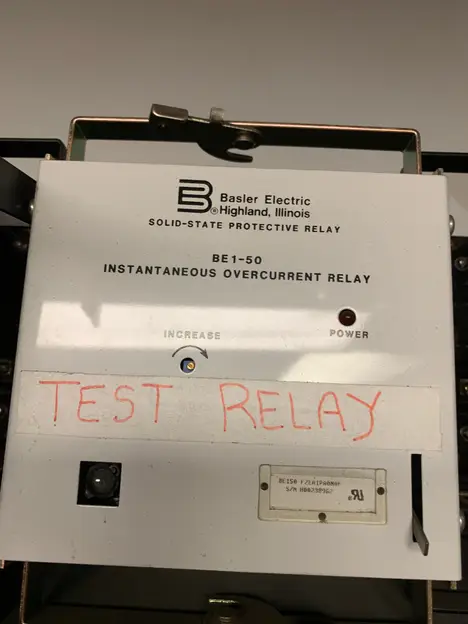 B
® Basler Electric
Highland, Illinois
SOLID-STATE PROTECTIVE RELAY
BE1-50
INSTANTANEOUS OVERCURRENT RELAY
INCREASE
POWER
TEST RELAY
S/N